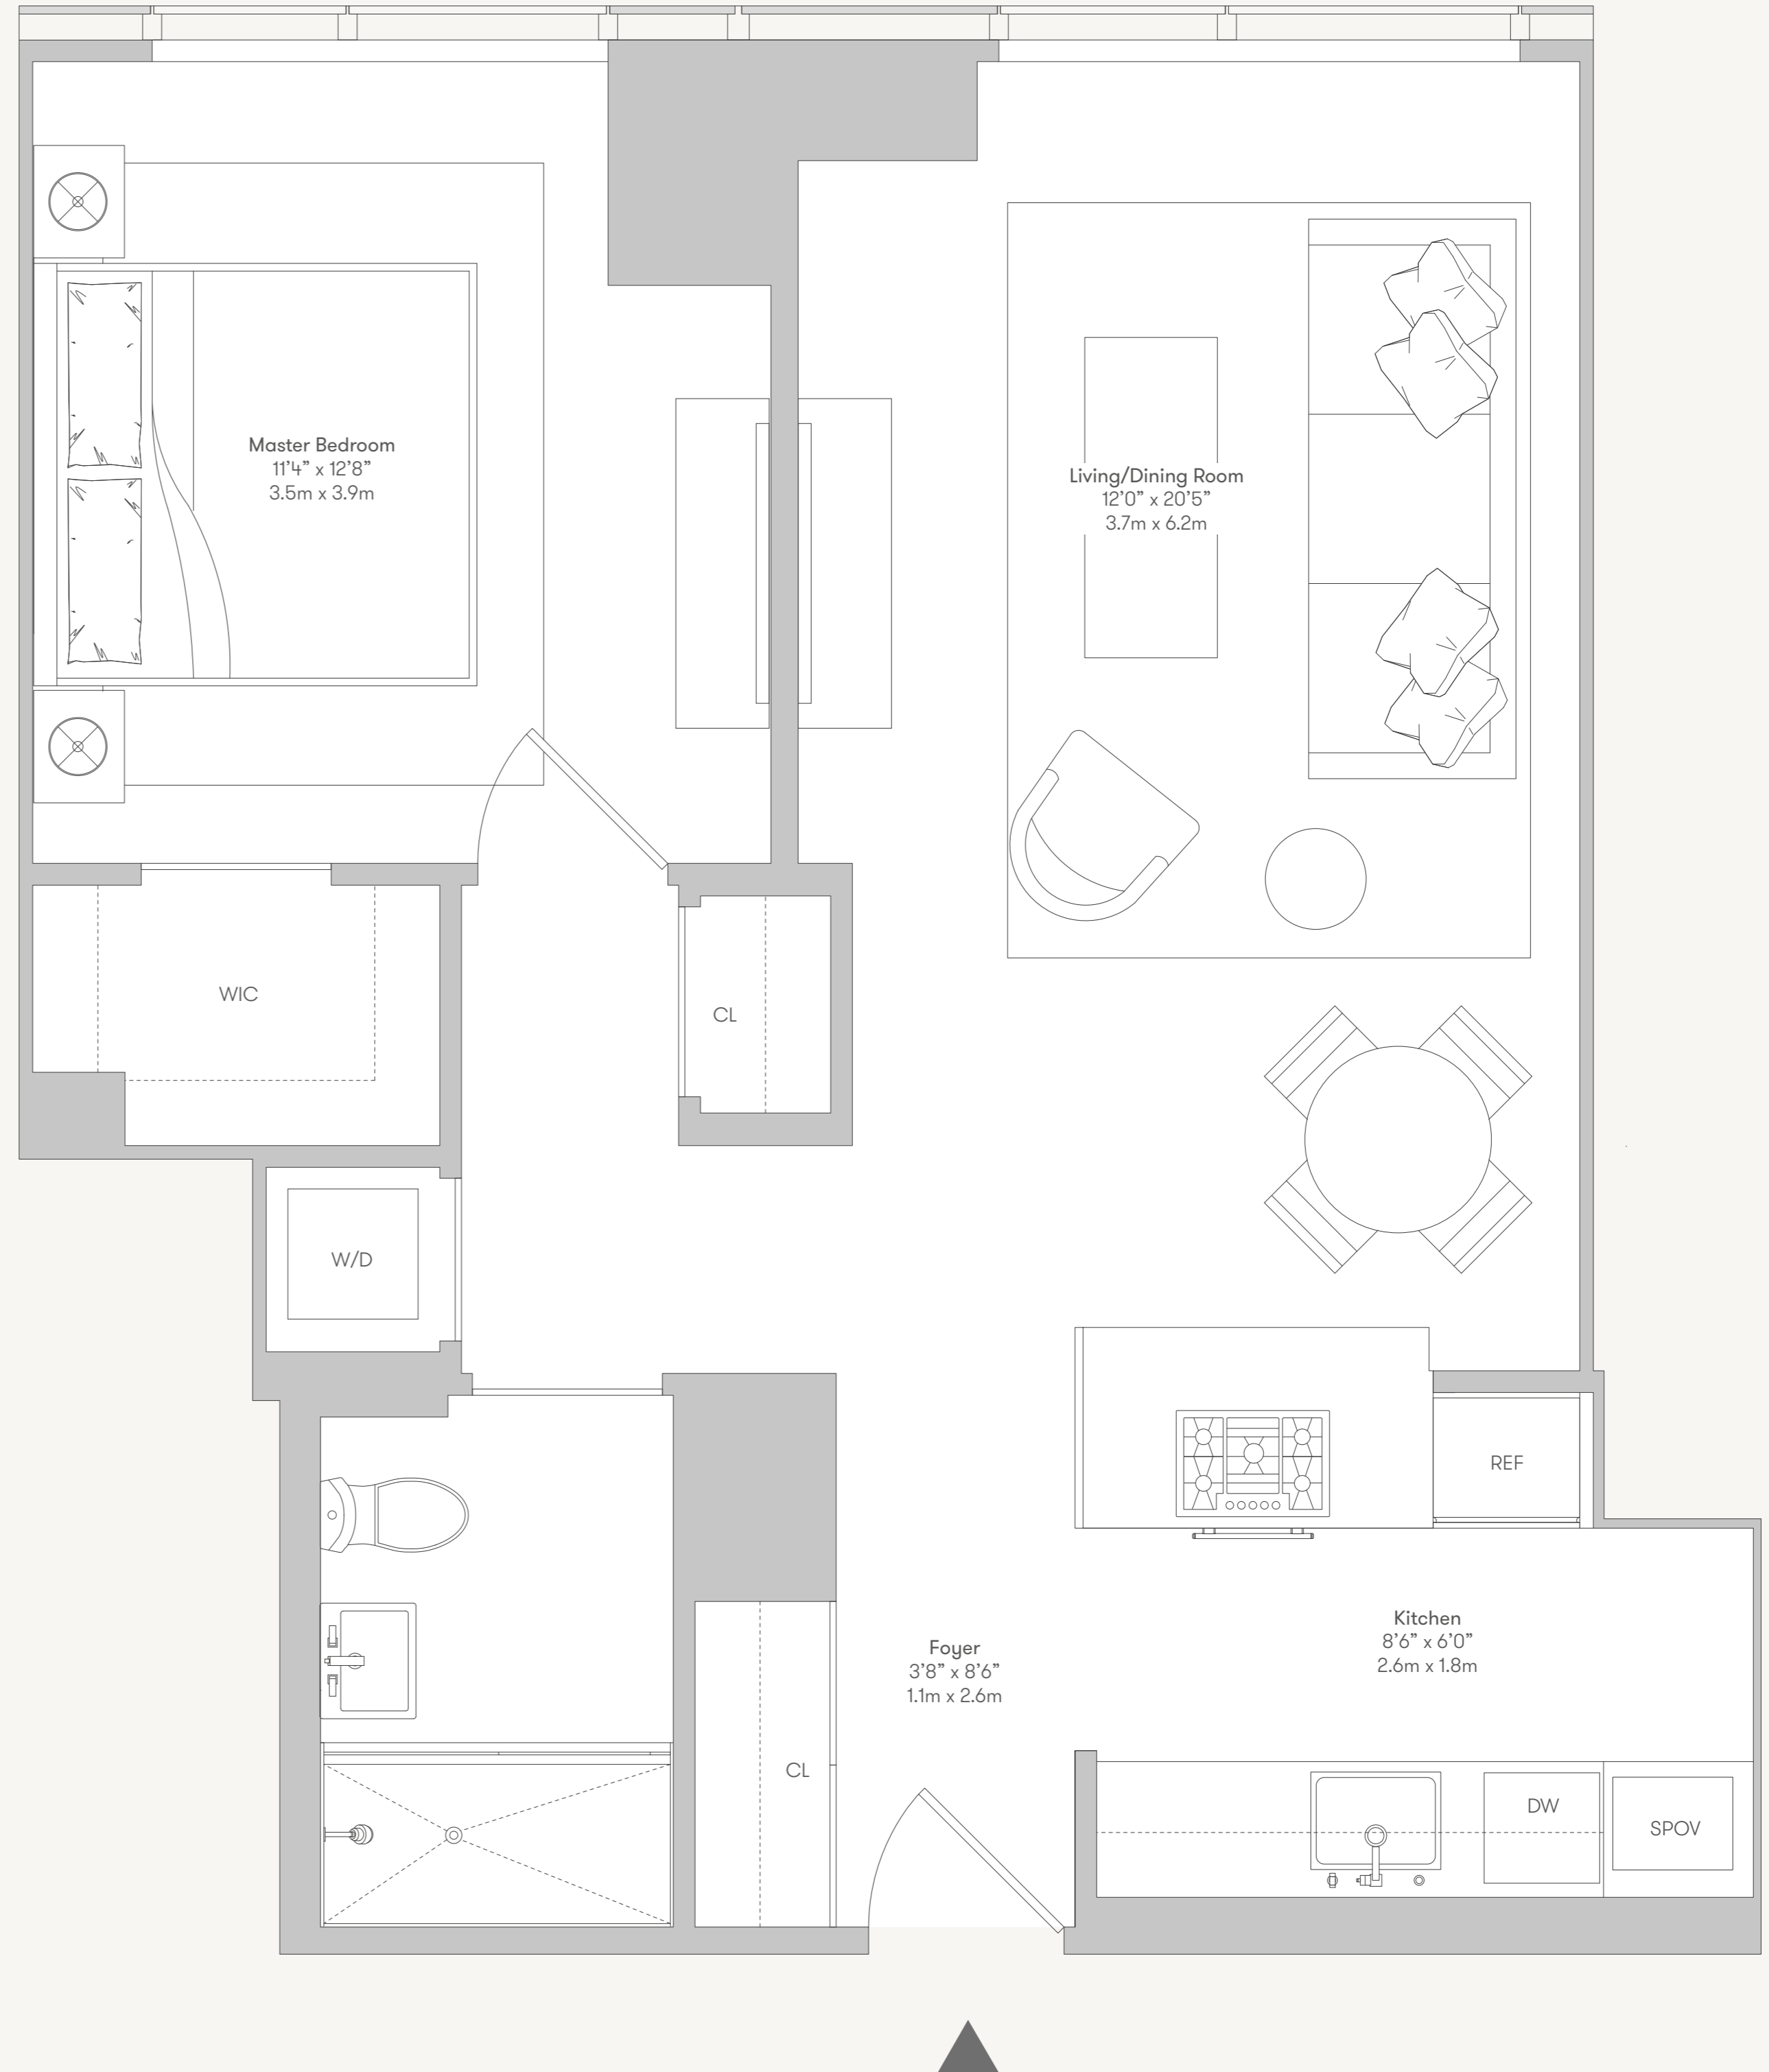 Master Bedroom
11’4” x 12’8”
3.5m x 3.9m
Living/Dining Room
12’0” x 20’5”
3.7m x 6.2m
WIC
CL
W/D
REF
Kitchen
8’6” x 6’0”
2.6m x 1.8m
Foyer
3’8” x 8’6”
1.1m x 2.6m
CL
DW
SPOV